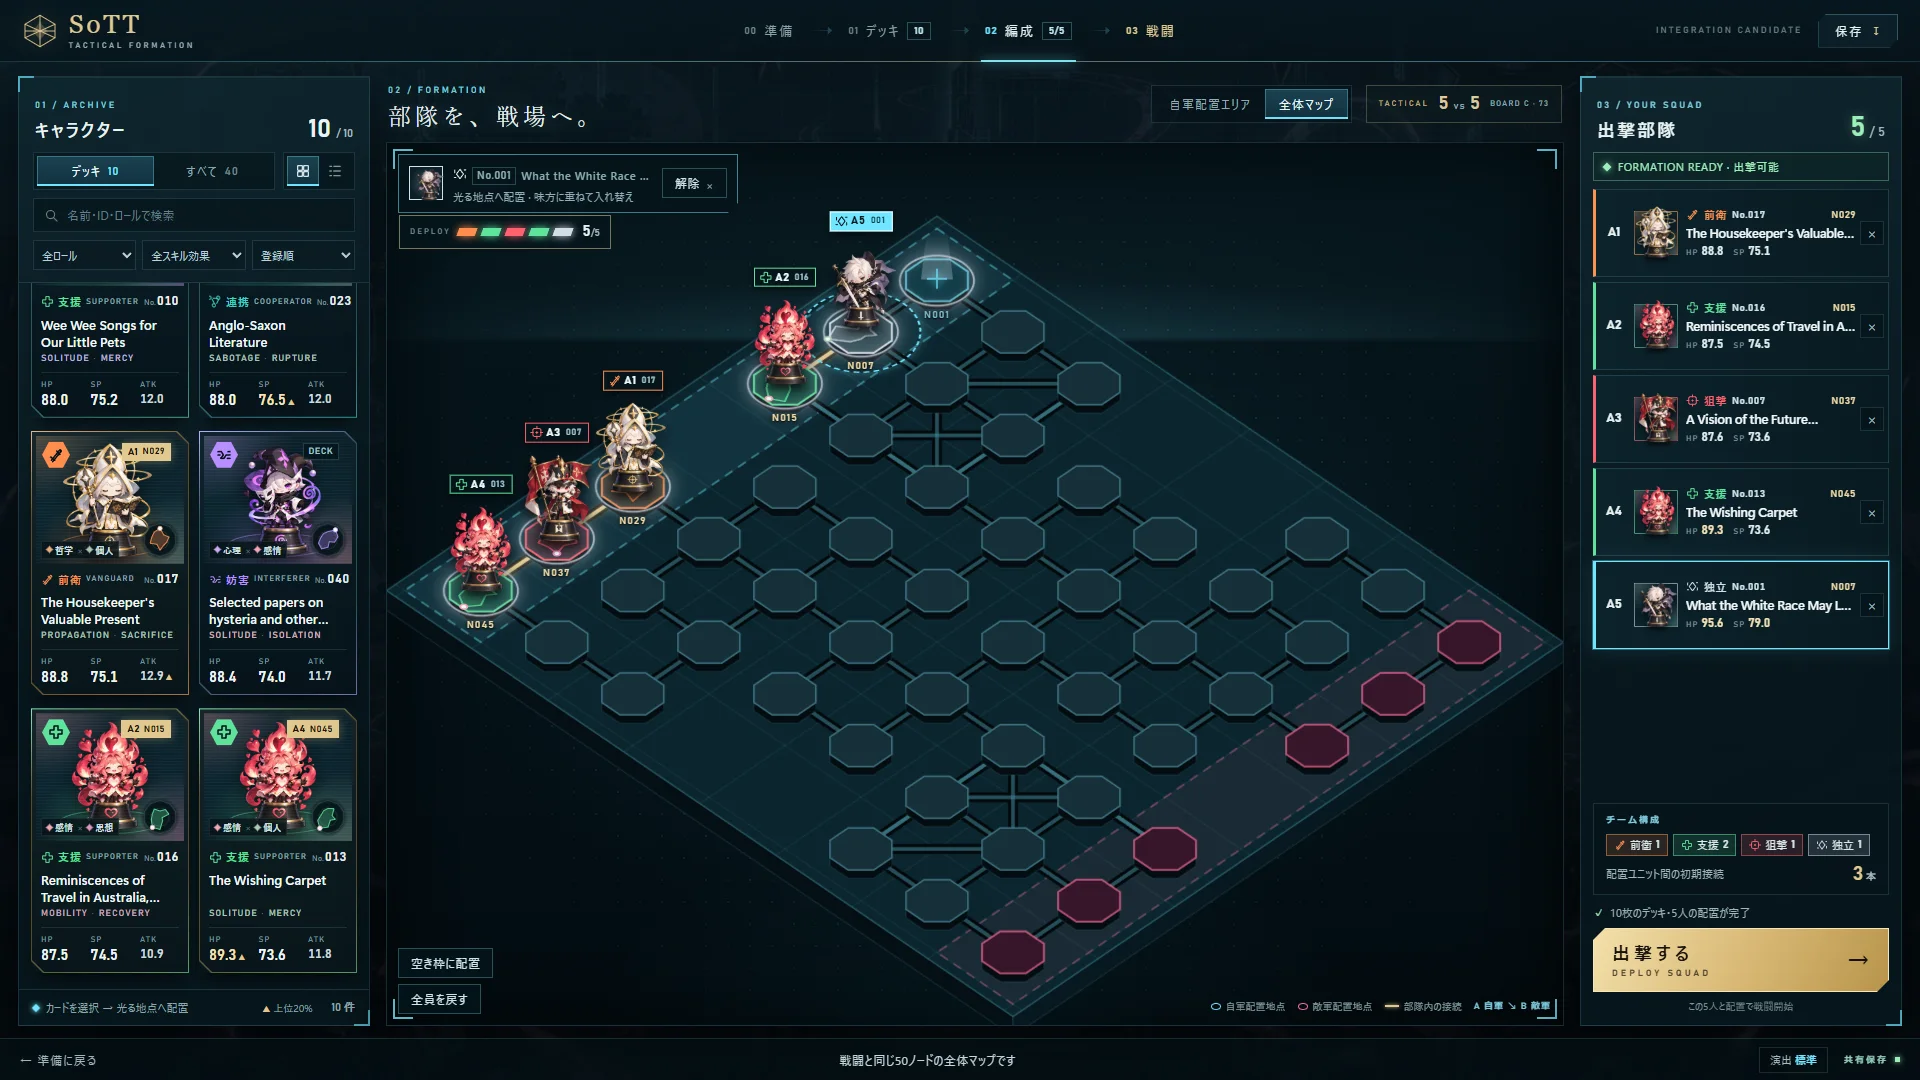 SoTT
TACTICAL FORMATION
00 準備
01 デッキ 10
02 編成 5/5
03 戦闘
INTEGRATION CANDIDATE
保存
01 / ARCHIVE
キャラクター
10 / 10
デッキ 10
すべて 40
名前・ID・ロールで検索
全ロール
全スキル効果
登録順
支援 SUPPORTER No.010
Wee Wee Songs for
Our Little Pets
SOLITUDE · MERCY
HP SP ATK
88.0 75.2 12.0
連携 COOPERATOR No.023
Anglo-Saxon
Literature
SABOTAGE · RUPTURE
HP SP ATK
88.0 76.5▲ 12.0
A1 N029
哲学 × 個人
前衛 VANGUARD No.017
The Housekeeper's
Valuable Present
PROPAGATION · SACRIFICE
HP SP ATK
88.8 75.1 12.9▲
DECK
心理 × 感情
妨害 INTERFERER No.040
Selected papers on
hysteria and other…
SOLITUDE · ISOLATION
HP SP ATK
88.4 74.0 11.7
A2 N015
感情 × 思想
支援 SUPPORTER No.016
Reminiscences of
Travel in Australia,…
MOBILITY · RECOVERY
HP SP ATK
87.5 74.5 10.9
A4 N045
感情 × 個人
支援 SUPPORTER No.013
The Wishing Carpet
SOLITUDE · MERCY
HP SP ATK
89.3▲ 73.6 11.8
カードを選択 → 光る地点へ配置
▲ 上位20%
10 件
02 / FORMATION
部隊を、戦場へ。
自軍配置エリア
全体マップ
TACTICAL 5 vs 5 BOARD C · 73
No.001 What the White Race …
光る地点へ配置・味方に重ねて入れ替え
解除 ×
DEPLOY 5/5
A5 001
A2 016
N001
N007
A1 017
N015
A3 007
N029
A4 013
N037
N045
空き枠に配置
全員を戻す
自軍配置地点
敵軍配置地点
部隊内の接続
A 自軍 ↘ B 敵軍
03 / YOUR SQUAD
出撃部隊
5 / 5
◆ FORMATION READY · 出撃可能
A1
前衛 No.017 N029
The Housekeeper's Valuable…
HP 88.8 SP 75.1
×
A2
支援 No.016 N015
Reminiscences of Travel in A…
HP 87.5 SP 74.5
×
A3
狙撃 No.007 N037
A Vision of the Future…
HP 87.6 SP 73.6
×
A4
支援 No.013 N045
The Wishing Carpet
HP 89.3 SP 73.6
×
A5
独立 No.001 N007
What the White Race May L…
HP 95.6 SP 79.0
×
チーム構成
前衛 1
支援 2
狙撃 1
独立 1
配置ユニット間の初期接続
3 本
✓ 10枚のデッキ・5人の配置が完了
出撃する
DEPLOY SQUAD
→
この5人と配置で戦闘開始
← 準備に戻る
戦闘と同じ50ノードの全体マップです
演出 標準
共有保存